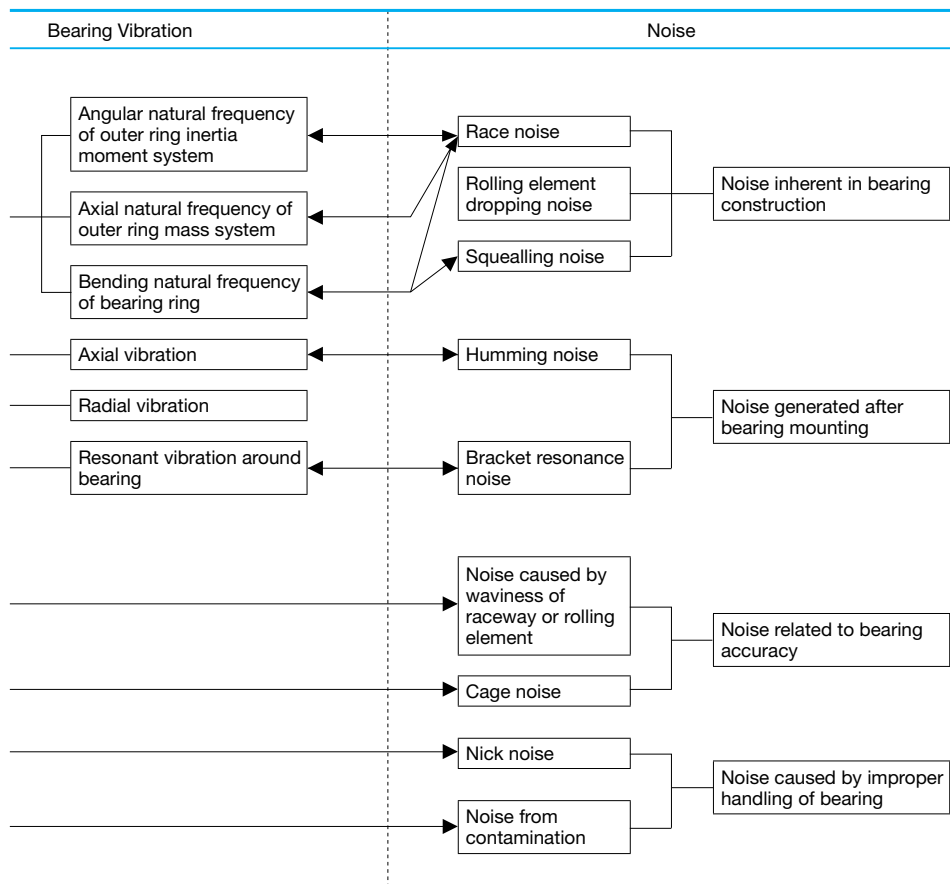 Bearing Vibration
Noise
Angular natural frequency
of outer ring inertia
moment system
Axial natural frequency of
outer ring mass system
Bending natural frequency
of bearing ring
Axial vibration
Radial vibration
Resonant vibration around
bearing
Race noise
Rolling element
dropping noise
Squealling noise
Humming noise
Bracket resonance
noise
Noise caused by
waviness of
raceway or rolling
element
Cage noise
Nick noise
Noise from
contamination
Noise inherent in bearing
construction
Noise generated after
bearing mounting
Noise related to bearing
accuracy
Noise caused by improper
handling of bearing